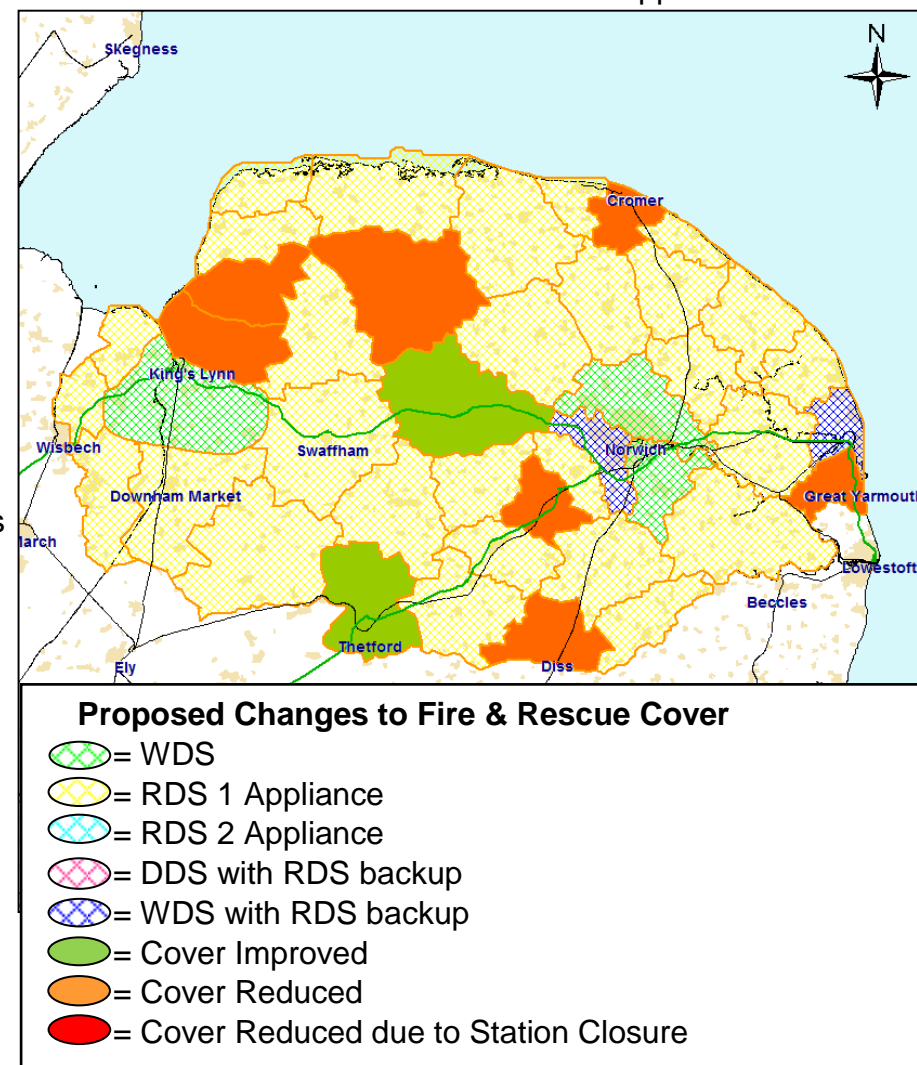 N
Skegness
Cromer
King's Lynn
Wisbech
Swaffham
Norwich
Downham Market
Great Yarmouth
s
March
Lowestoft
Beccles
Thetford
Ely
Diss
Proposed Changes to Fire & Rescue Cover
= WDS
= RDS 1 Appliance
= RDS 2 Appliance
= DDS with RDS backup
= WDS with RDS backup
= Cover Improved
= Cover Reduced
= Cover Reduced due to Station Closure